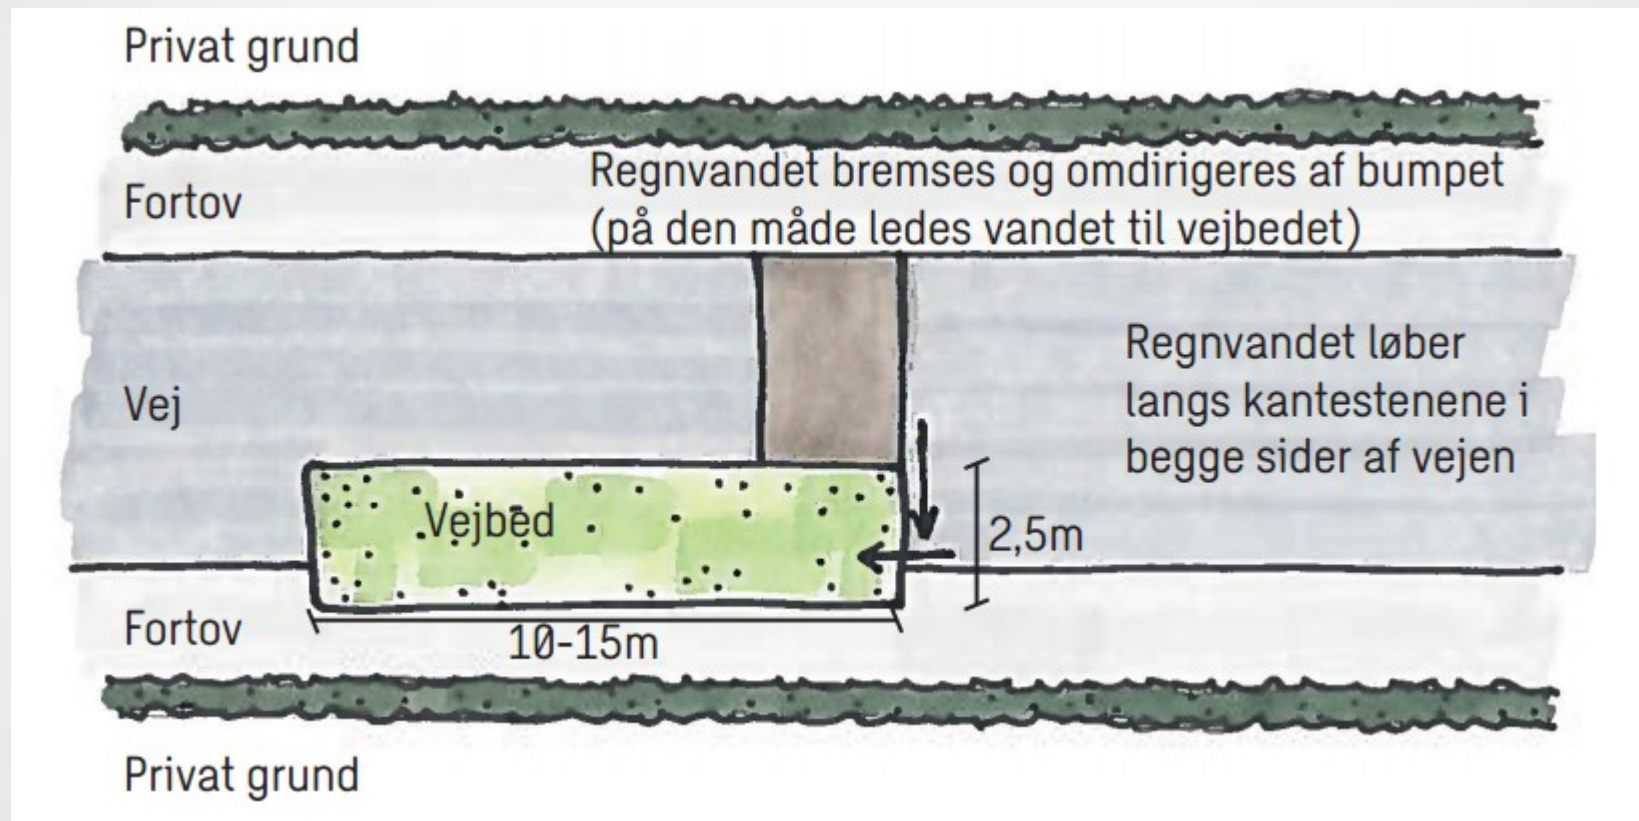 Privat grund
Regnvandet bremses og omdirigeres af bumpet
(på den måde ledes vandet til vejbedet)
Fortov
Regnvandet løber
langs kantestenene i
begge sider af vejen
Vej
Vejbed
2,5m
Fortov
10-15m
Privat grund